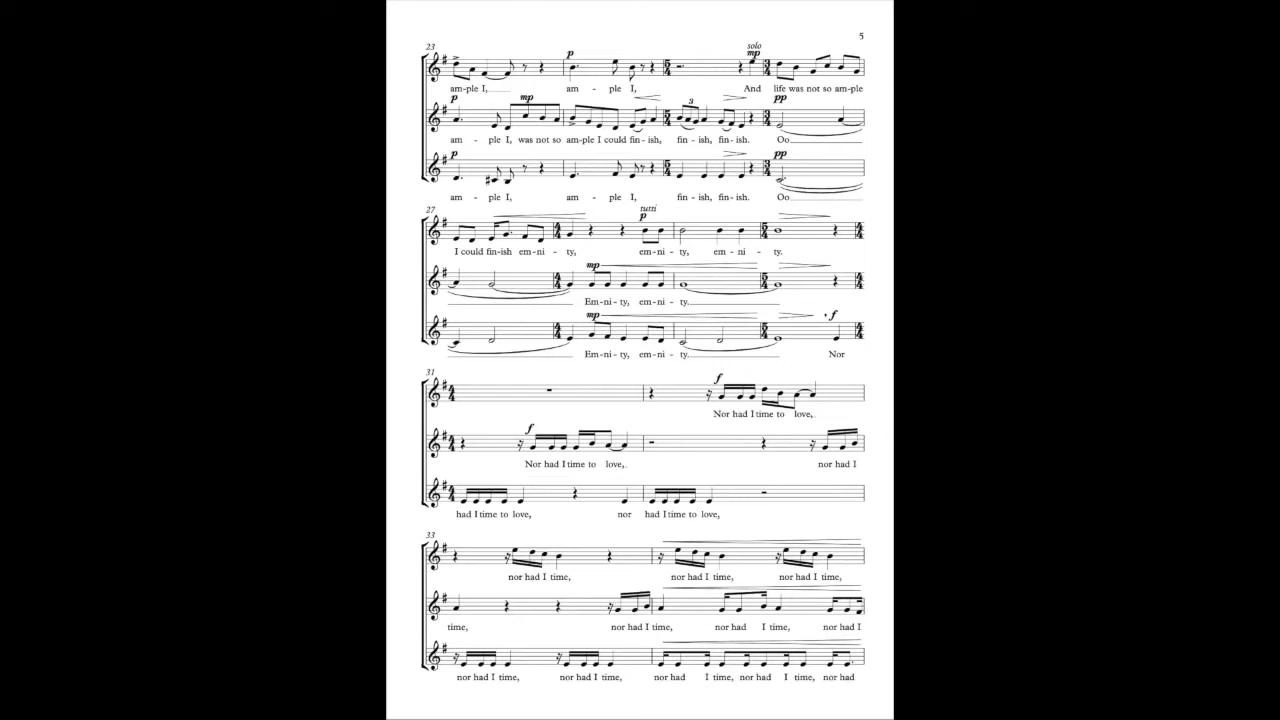 5
23
solo
p mp
am-ple I, am - ple I, And life was not so am-ple
p mp 3 pp
am - ple I, was not so am-ple I could fin-ish, fin-ish, fin-ish. Oo
p pp
am - ple I, am - ple I, fin-ish, fin-ish. Oo
27 tutti
p
I could fin-ish em-ni - ty, em-ni-ty, em-ni-ty.
mp
Em-ni-ty, em-ni-ty.
mp f
Em-ni-ty, em-ni-ty. Nor
31
f
Nor had I time to love,
f
Nor had I time to love, nor had I
had I time to love, nor had I time to love,
33
nor had I time, nor had I time, nor had I time,
time, nor had I time, nor had I time, nor had I
nor had I time, nor had I time, nor had I time, nor had I time, nor had